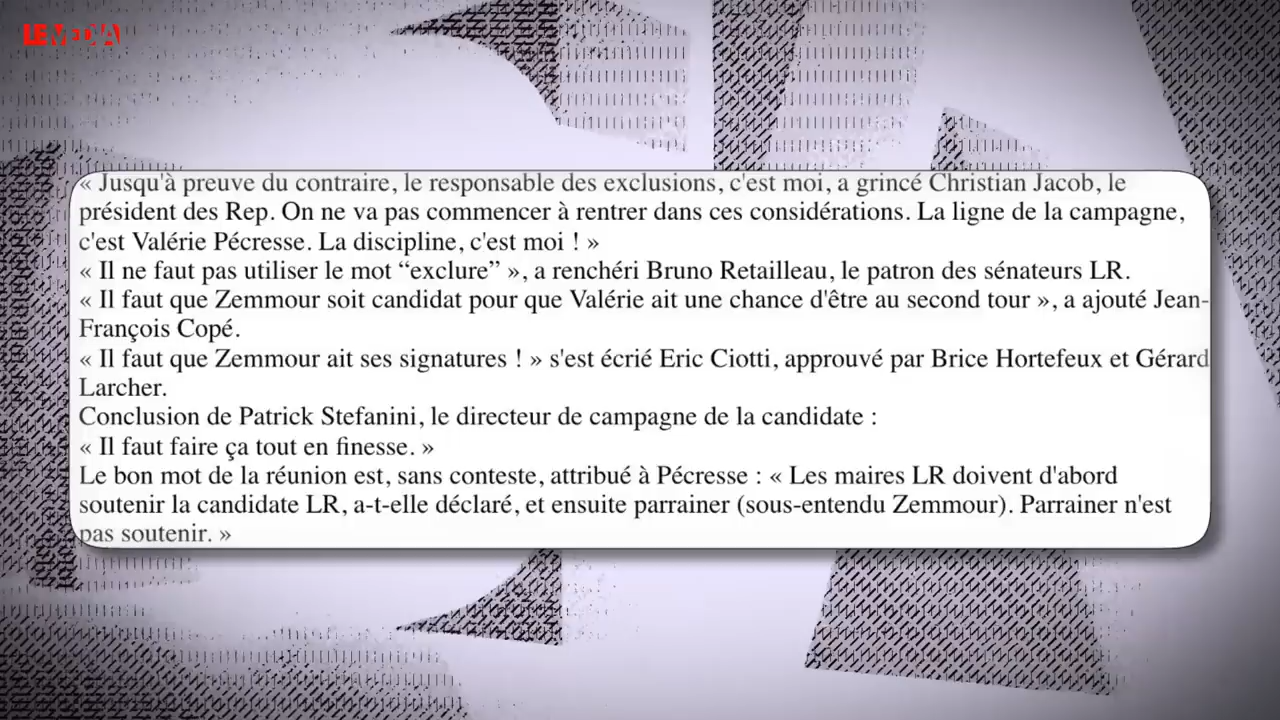 LEMEDIA
« Jusqu'à preuve du contraire, le responsable des exclusions, c'est moi, a grincé Christian Jacob, le
président des Rep. On ne va pas commencer à rentrer dans ces considérations. La ligne de la campagne,
c'est Valérie Pécresse. La discipline, c'est moi ! »
« Il ne faut pas utiliser le mot “exclure” », a renchéri Bruno Retailleau, le patron des sénateurs LR.
« Il faut que Zemmour soit candidat pour que Valérie ait une chance d'être au second tour », a ajouté Jean-
François Copé.
« Il faut que Zemmour ait ses signatures ! » s'est écrié Eric Ciotti, approuvé par Brice Hortefeux et Gérard
Larcher.
Conclusion de Patrick Stefanini, le directeur de campagne de la candidate :
« Il faut faire ça tout en finesse. »
Le bon mot de la réunion est, sans conteste, attribué à Pécresse : « Les maires LR doivent d'abord
soutenir la candidate LR, a-t-elle déclaré, et ensuite parrainer (sous-entendu Zemmour). Parrainer n'est
pas soutenir. »